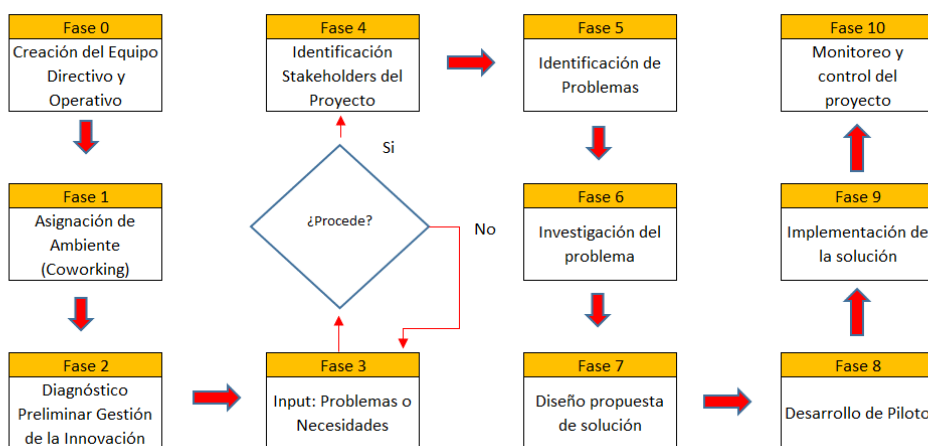 Fase 0
Creación del Equipo
Directivo y
Operativo
Fase 1
Asignación de
Ambiente
(Coworking)
Fase 2
Diagnóstico
Preliminar Gestión
de la Innovación
Fase 3
Input: Problemas o
Necesidades
¿Procede?
Si
No
Fase 4
Identificación
Stakeholders del
Proyecto
Fase 5
Identificación de
Problemas
Fase 6
Investigación del
problema
Fase 7
Diseño propuesta
de solución
Fase 8
Desarrollo de Piloto
Fase 9
Implementación de
la solución
Fase 10
Monitoreo y
control del
proyecto